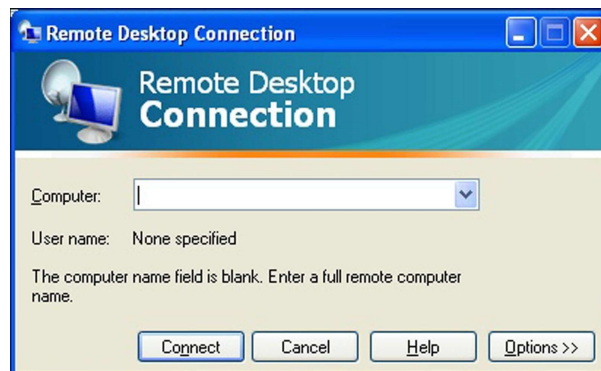 Remote Desktop Connection
Remote Desktop
Connection
Computer:
User name: None specified
The computer name field is blank. Enter a full remote computer
name.
Connect Cancel Help Options >>